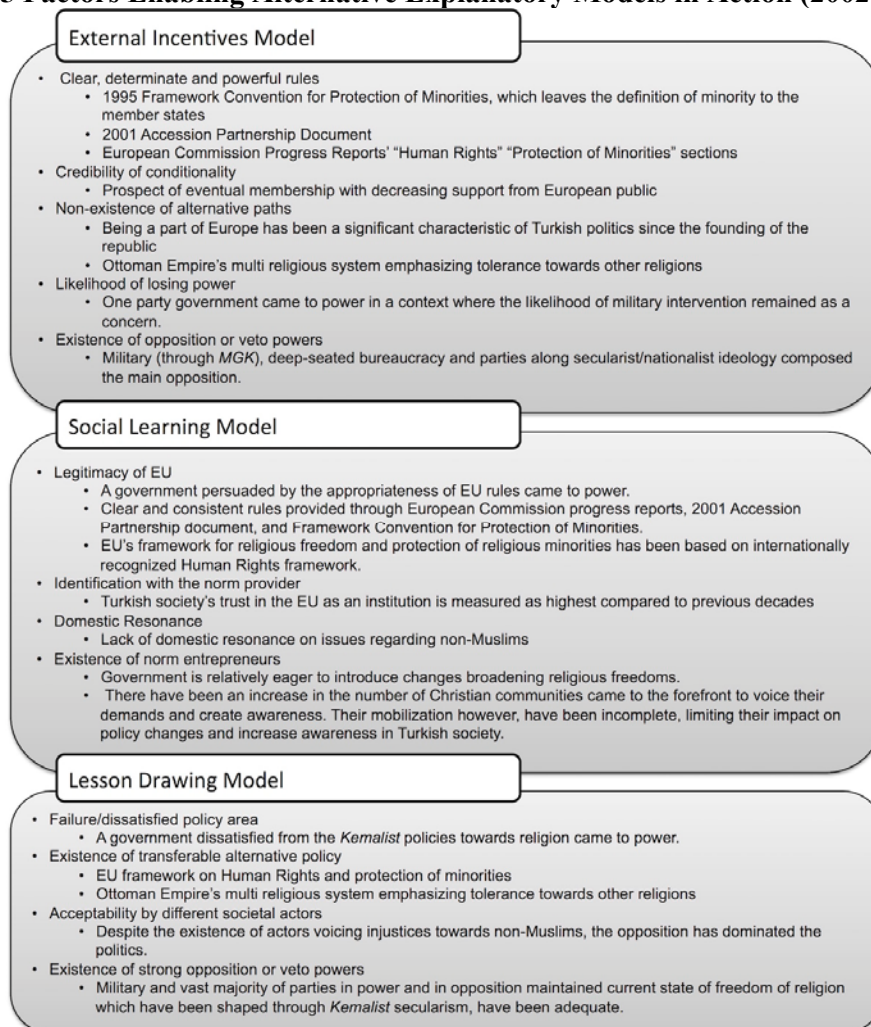 5 Factors Enabling Alternative Explanatory Models in Action (2002
External Incentives Model
• Clear, determinate and powerful rules
• 1995 Framework Convention for Protection of Minorities, which leaves the definition of minority to the
member states
• 2001 Accession Partnership Document
• European Commission Progress Reports' "Human Rights" "Protection of Minorities" sections
• Credibility of conditionality
• Prospect of eventual membership with decreasing support from European public
• Non-existence of alternative paths
• Being a part of Europe has been a significant characteristic of Turkish politics since the founding of the
republic
• Ottoman Empire's multi religious system emphasizing tolerance towards other religions
• Likelihood of losing power
• One party government came to power in a context where the likelihood of military intervention remained as a
concern.
• Existence of opposition or veto powers
• Military (through MGK), deep-seated bureaucracy and parties along secularist/nationalist ideology composed
the main opposition.
Social Learning Model
• Legitimacy of EU
• A government persuaded by the appropriateness of EU rules came to power.
• Clear and consistent rules provided through European Commission progress reports, 2001 Accession
Partnership document, and Framework Convention for Protection of Minorities.
• EU's framework for religious freedom and protection of religious minorities has been based on internationally
recognized Human Rights framework.
• Identification with the norm provider
• Turkish society's trust in the EU as an institution is measured as highest compared to previous decades
• Domestic Resonance
• Lack of domestic resonance on issues regarding non-Muslims
• Existence of norm entrepreneurs
• Government is relatively eager to introduce changes broadening religious freedoms.
• There have been an increase in the number of Christian communities came to the forefront to voice their
demands and create awareness. Their mobilization however, have been incomplete, limiting their impact on
policy changes and increase awareness in Turkish society.
Lesson Drawing Model
• Failure/dissatisfied policy area
• A government dissatisfied from the Kemalist policies towards religion came to power.
• Existence of transferable alternative policy
• EU framework on Human Rights and protection of minorities
• Ottoman Empire's multi religious system emphasizing tolerance towards other religions
• Acceptability by different societal actors
• Despite the existence of actors voicing injustices towards non-Muslims, the opposition has dominated the
politics.
• Existence of strong opposition or veto powers
• Military and vast majority of parties in power and in opposition maintained current state of freedom of religion
which have been shaped through Kemalist secularism, have been adequate.